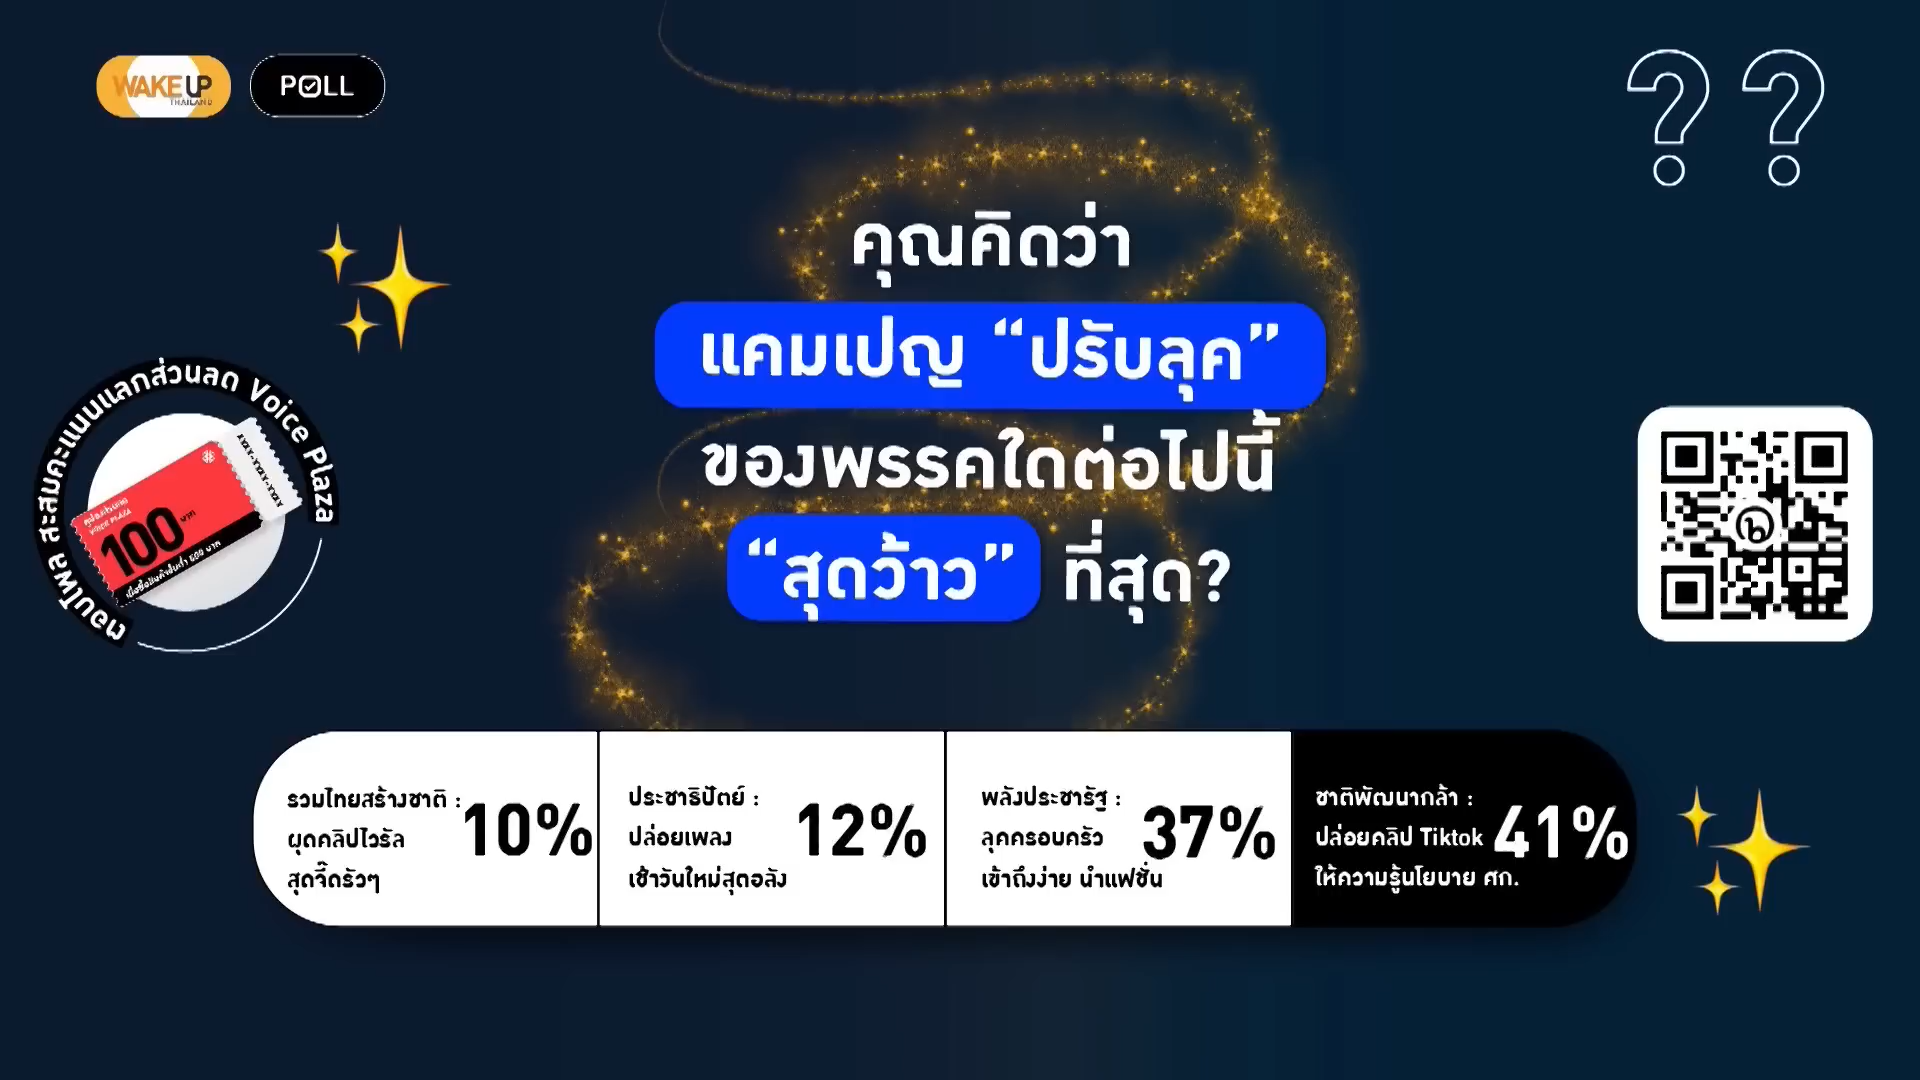 WAKE UP
THAILAND
POLL
คุณคิดว่า
แคมเปญ “ปรับลุค”
ของพรรคใดต่อไปนี้
“สุดว้าว” ที่สุด?
ตอบโพล สะสมคะแนนแลกส่วนลด Voice Plaza
VOICE PLAZA
100 บาท
รวมไทยสร้างชาติ :
ผุดคลิปไวรัล
สุดจี๊ดรัวๆ
10%
ประชาธิปัตย์ :
ปล่อยเพลง
เช้าวันใหม่สุดอลัง
12%
พลังประชารัฐ :
ลุคครอบครัว
เข้าถึงง่าย นำแฟชั่น
37%
ชาติพัฒนากล้า :
ปล่อยคลิป Tiktok
ให้ความรู้นโยบาย ศก.
41%